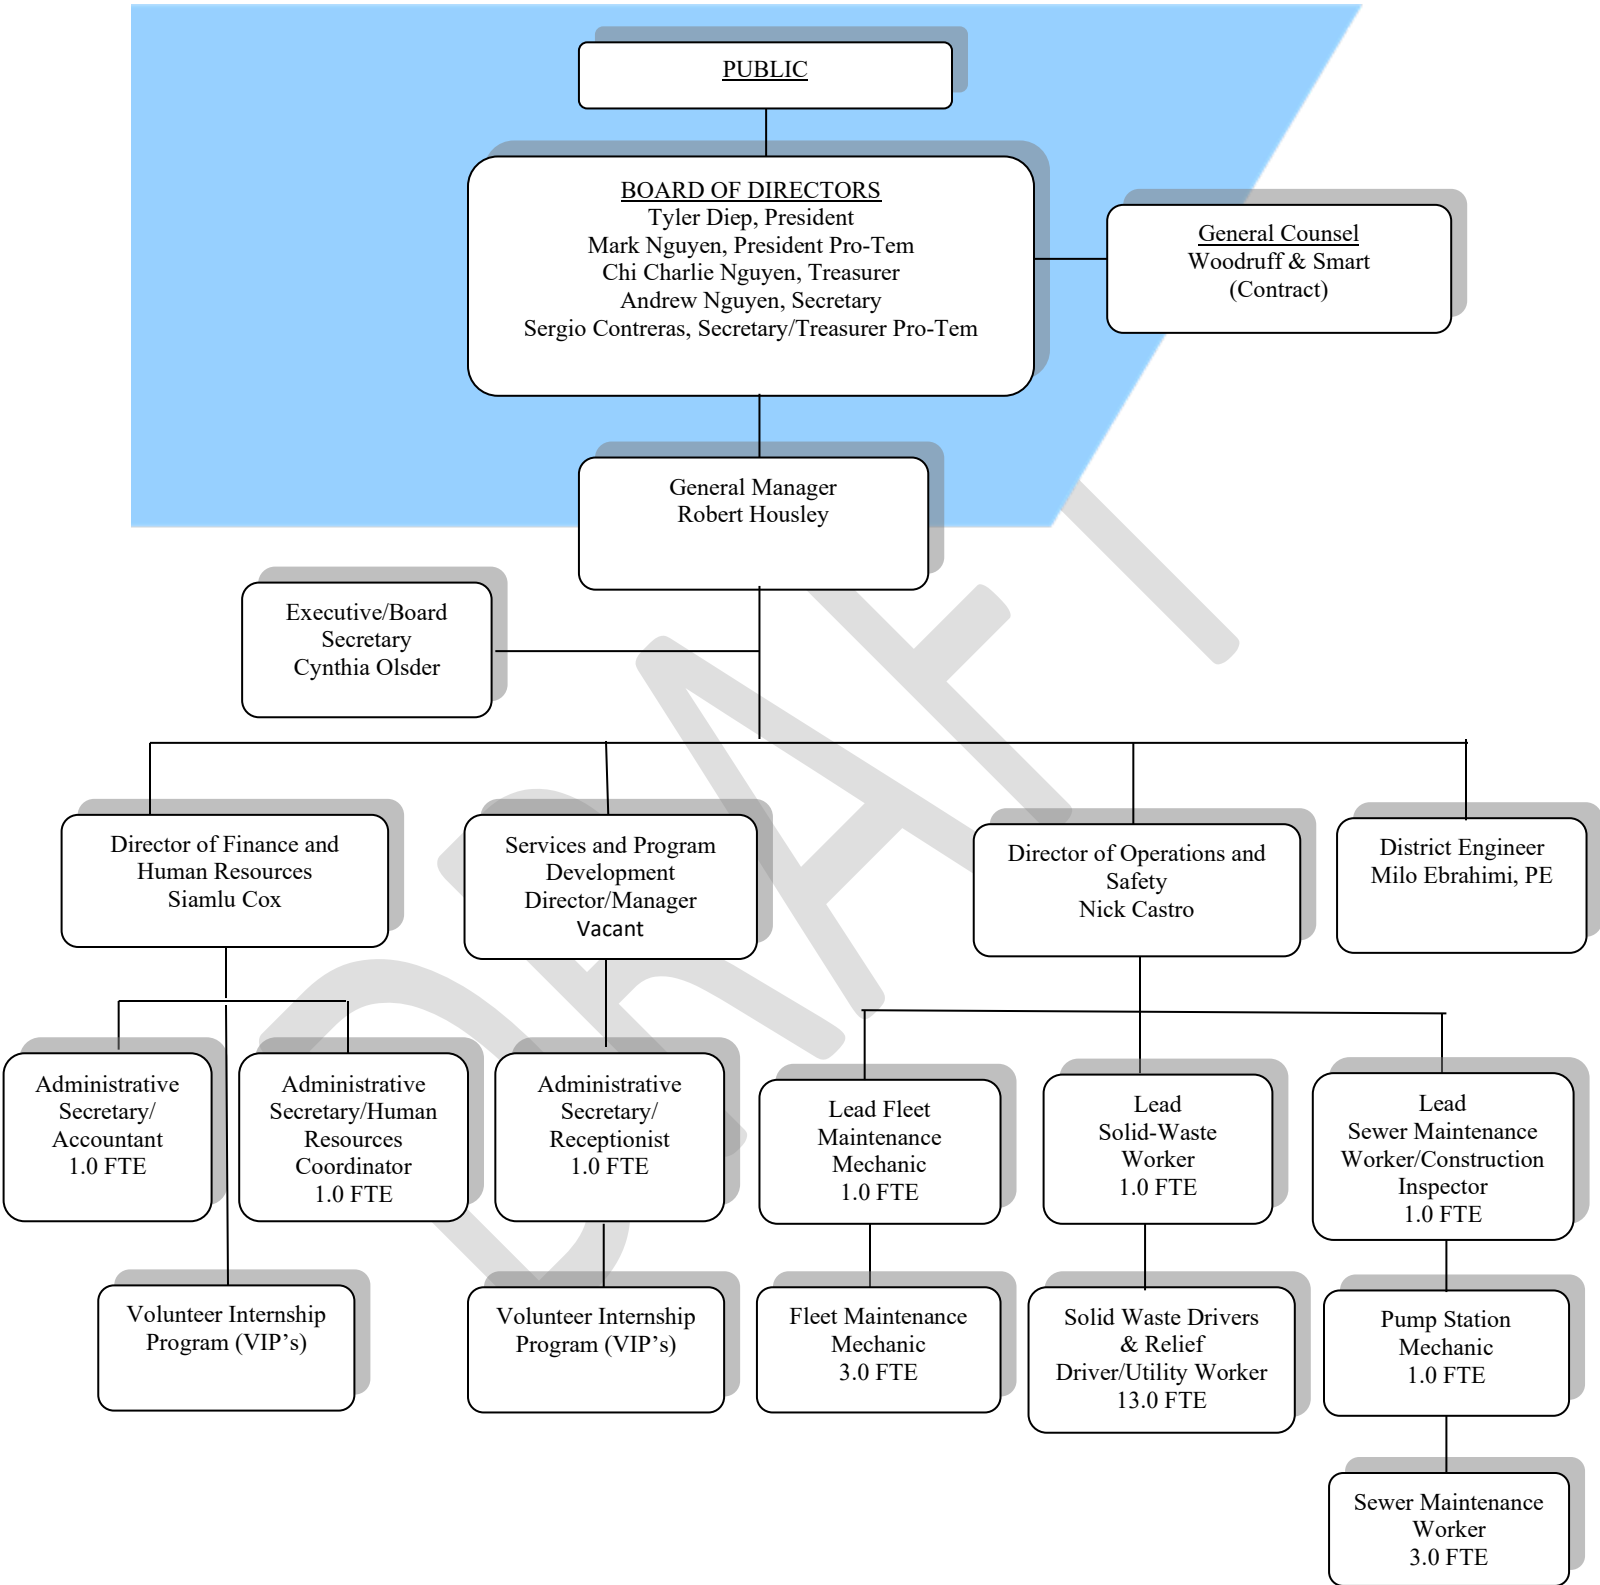 PUBLIC
BOARD OF DIRECTORS
Tyler Diep, President
Mark Nguyen, President Pro-Tem
Chi Charlie Nguyen, Treasurer
Andrew Nguyen, Secretary
Sergio Contreras, Secretary/Treasurer Pro-Tem
General Counsel
Woodruff & Smart
(Contract)
General Manager
Robert Housley
Executive/Board
Secretary
Cynthia Olsder
Director of Finance and
Human Resources
Siamlu Cox
Services and Program
Development
Director/Manager
Vacant
Director of Operations and
Safety
Nick Castro
District Engineer
Milo Ebrahimi, PE
Administrative
Secretary/
Accountant
1.0 FTE
Administrative
Secretary/Human
Resources
Coordinator
1.0 FTE
Administrative
Secretary/
Receptionist
1.0 FTE
Lead Fleet
Maintenance
Mechanic
1.0 FTE
Lead
Solid-Waste
Worker
1.0 FTE
Lead
Sewer Maintenance
Worker/Construction
Inspector
1.0 FTE
Volunteer Internship
Program (VIP’s)
Volunteer Internship
Program (VIP’s)
Fleet Maintenance
Mechanic
3.0 FTE
Solid Waste Drivers
& Relief
Driver/Utility Worker
13.0 FTE
Pump Station
Mechanic
1.0 FTE
Sewer Maintenance
Worker
3.0 FTE
DRAFT